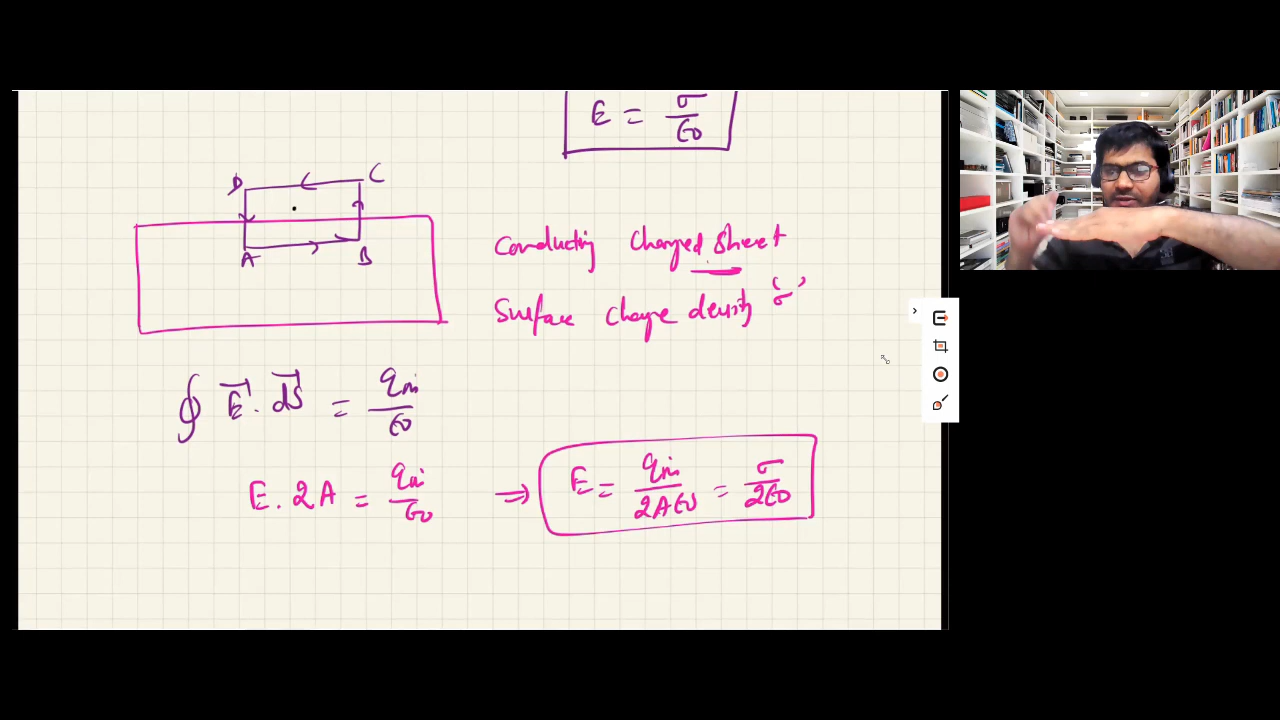 E = σ/ϵ0
D C
A B
Conducting Charged sheet
Surface charge density 'σ'
∮ E⃗ . dS⃗ = qin/ϵ0
E. 2A = qin/ϵ0 ⇒ E = qin/2Aϵ0 = σ/2ϵ0